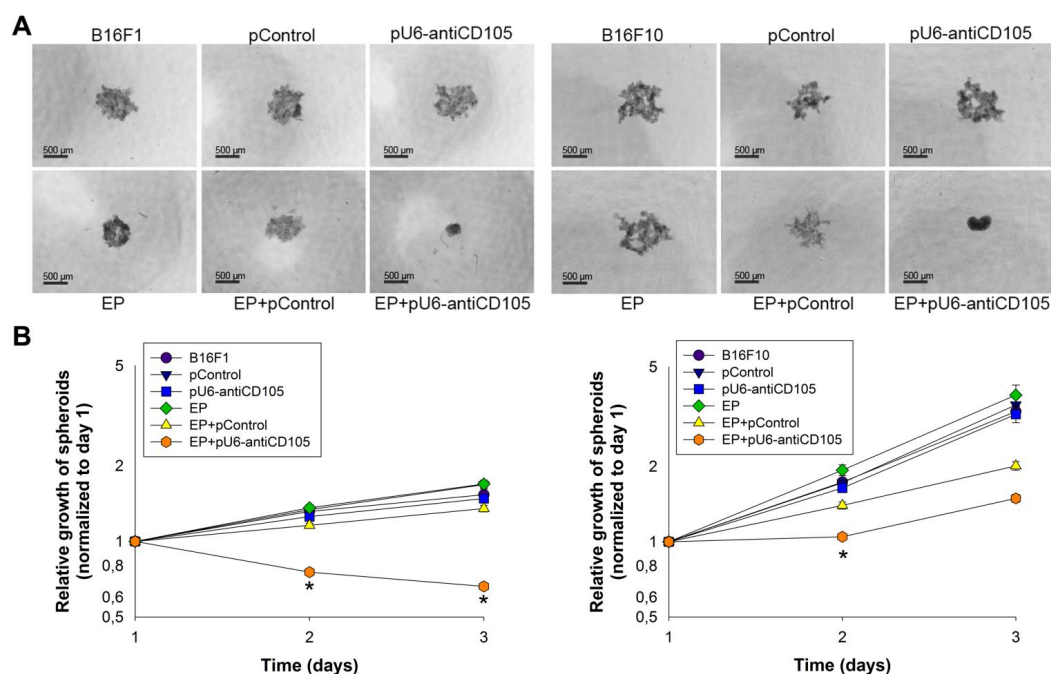 A
B16F1 pControl pU6-antiCD105 B16F10 pControl pU6-antiCD105
500 µm 500 µm 500 µm 500 µm 500 µm 500 µm
500 µm 500 µm 500 µm 500 µm 500 µm 500 µm
EP EP+pControl EP+pU6-antiCD105 EP EP+pControl EP+pU6-antiCD105
B
Relative growth of spheroids
(normalized to day 1)
5
2
1
0,8
0,6
0,5
B16F1
pControl
pU6-antiCD105
EP
EP+pControl
EP+pU6-antiCD105
*
*
1 2 3
Time (days)
Relative growth of spheroids
(normalized to day 1)
5
2
1
0,8
0,6
0,5
B16F10
pControl
pU6-antiCD105
EP
EP+pControl
EP+pU6-antiCD105
*
1 2 3
Time (days)